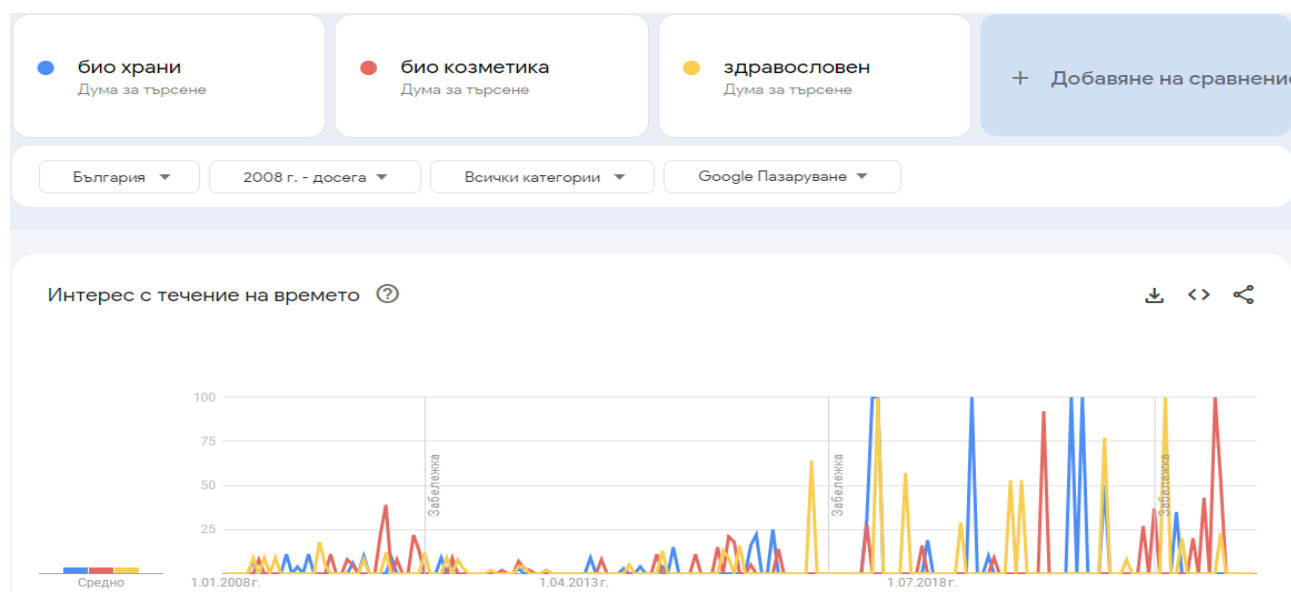 био храни
Дума за търсене
био козметика
Дума за търсене
здравословен
Дума за търсене
+ Добавяне на сравнение
България
2008 г. - досега
Всички категории
Google Пазаруване
Интерес с течение на времето
100
75
50
25
Забележка
Забележка
Забележка
Средно
1.01.2008 г.
1.04.2013 г.
1.07.2018 г.